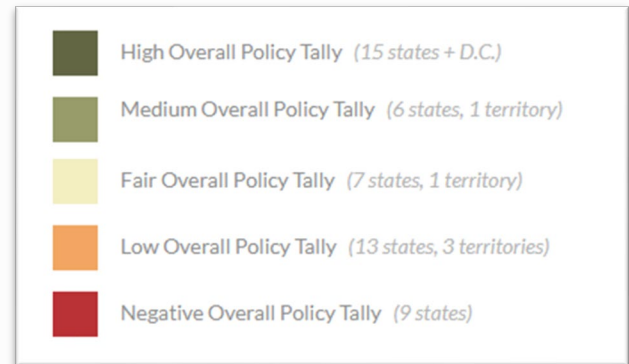 High Overall Policy Tally (15 states + D.C.)
Medium Overall Policy Tally (6 states, 1 territory)
Fair Overall Policy Tally (7 states, 1 territory)
Low Overall Policy Tally (13 states, 3 territories)
Negative Overall Policy Tally (9 states)